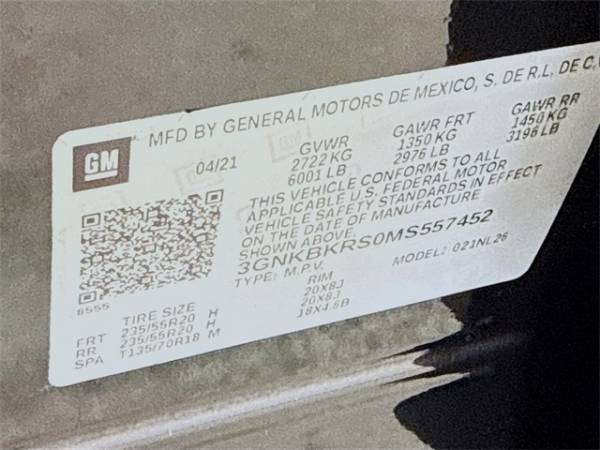 MFD BY GENERAL MOTORS DE MEXICO, S. DE R.L. DE C.V
GM
04/21
GVWR GAWR FRT GAWR RR
2722 KG 1350 KG 1450 KG
6001 LB 2976 LB 3196 LB
THIS VEHICLE CONFORMS TO ALL
APPLICABLE U.S. FEDERAL MOTOR
VEHICLE SAFETY STANDARDS IN EFFECT
ON THE DATE OF MANUFACTURE
SHOWN ABOVE.
3GNKBKRS0MS557452
TYPE: M.P.V. MODEL: 021NL26
8555
TIRE SIZE RIM
FRT 235/55R20 H 20X8J
RR 235/55R20 H 20X8J
SPA T135/70R18 M 18X4.5B